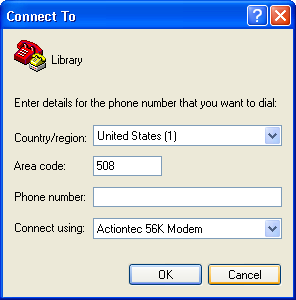 Connect To
Library
Enter details for the phone number that you want to dial:
Country/region: United States (1)
Area code: 508
Phone number:
Connect using: Actiontec 56K Modem
OK Cancel